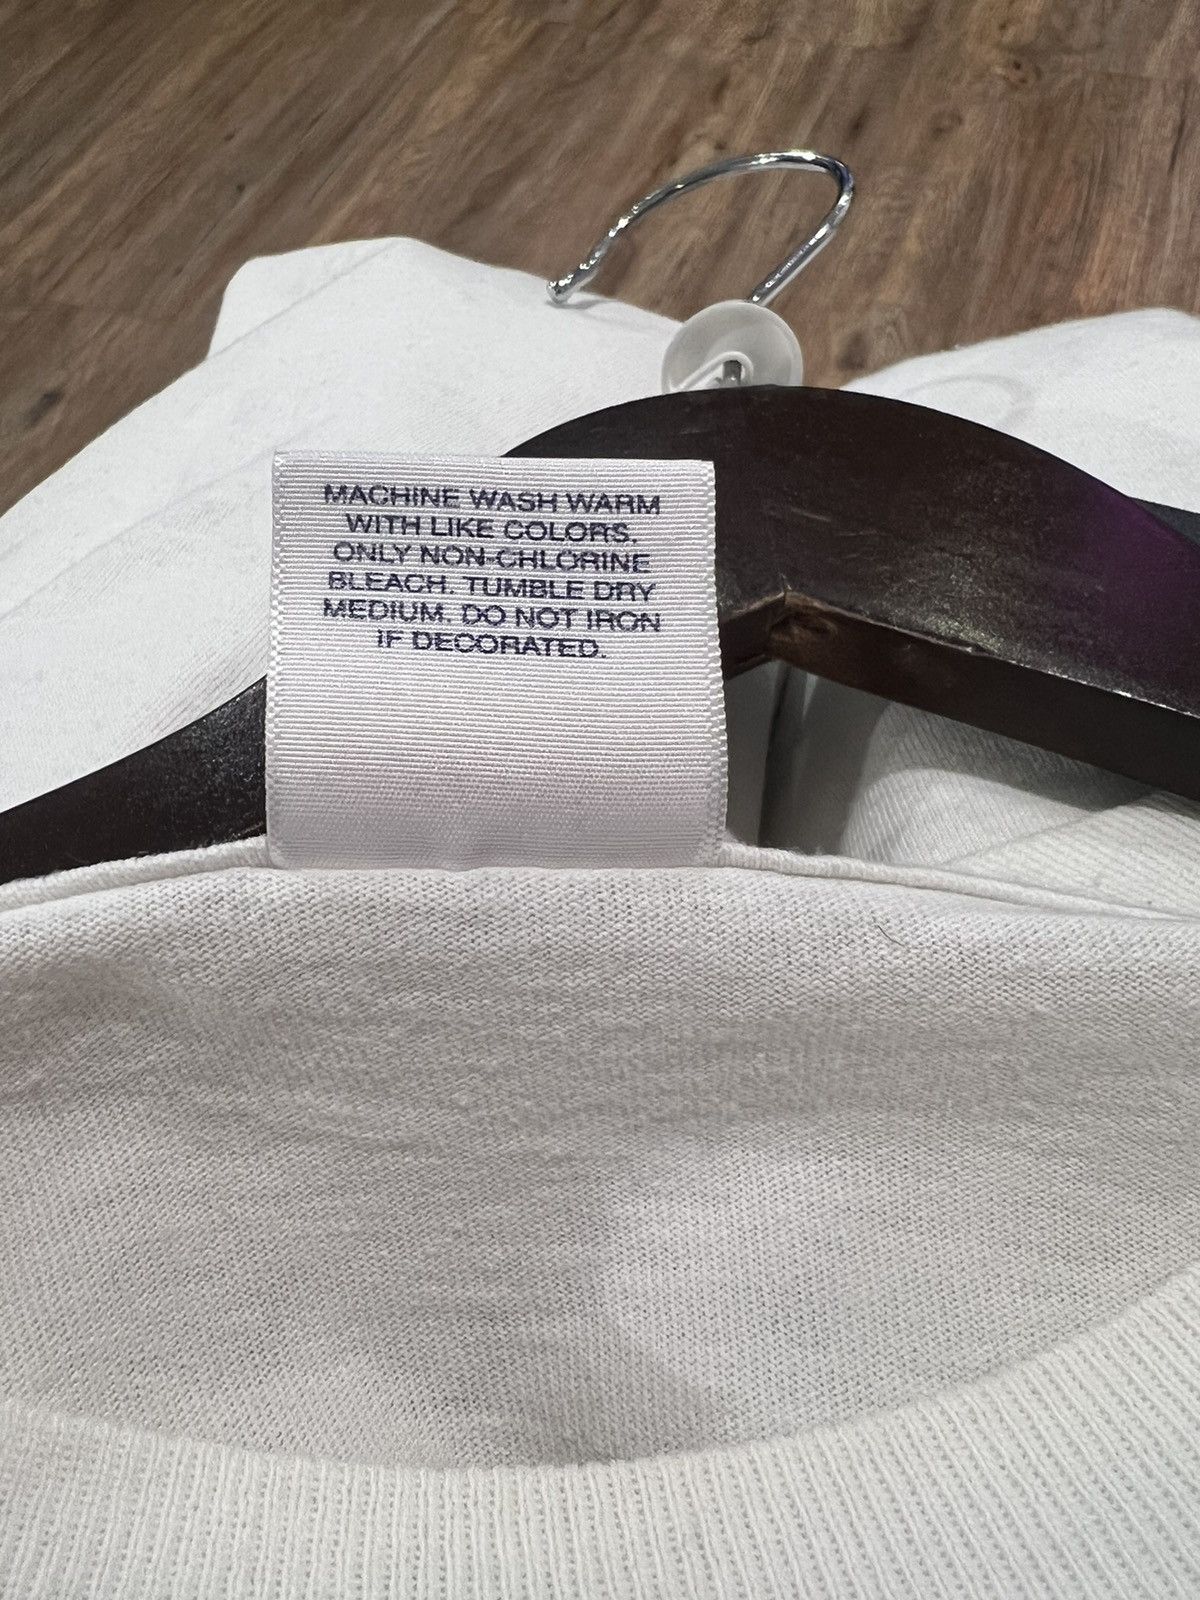 MACHINE WASH WARM
WITH LIKE COLORS.
ONLY NON-CHLORINE
BLEACH. TUMBLE DRY
MEDIUM. DO NOT IRON
IF DECORATED.